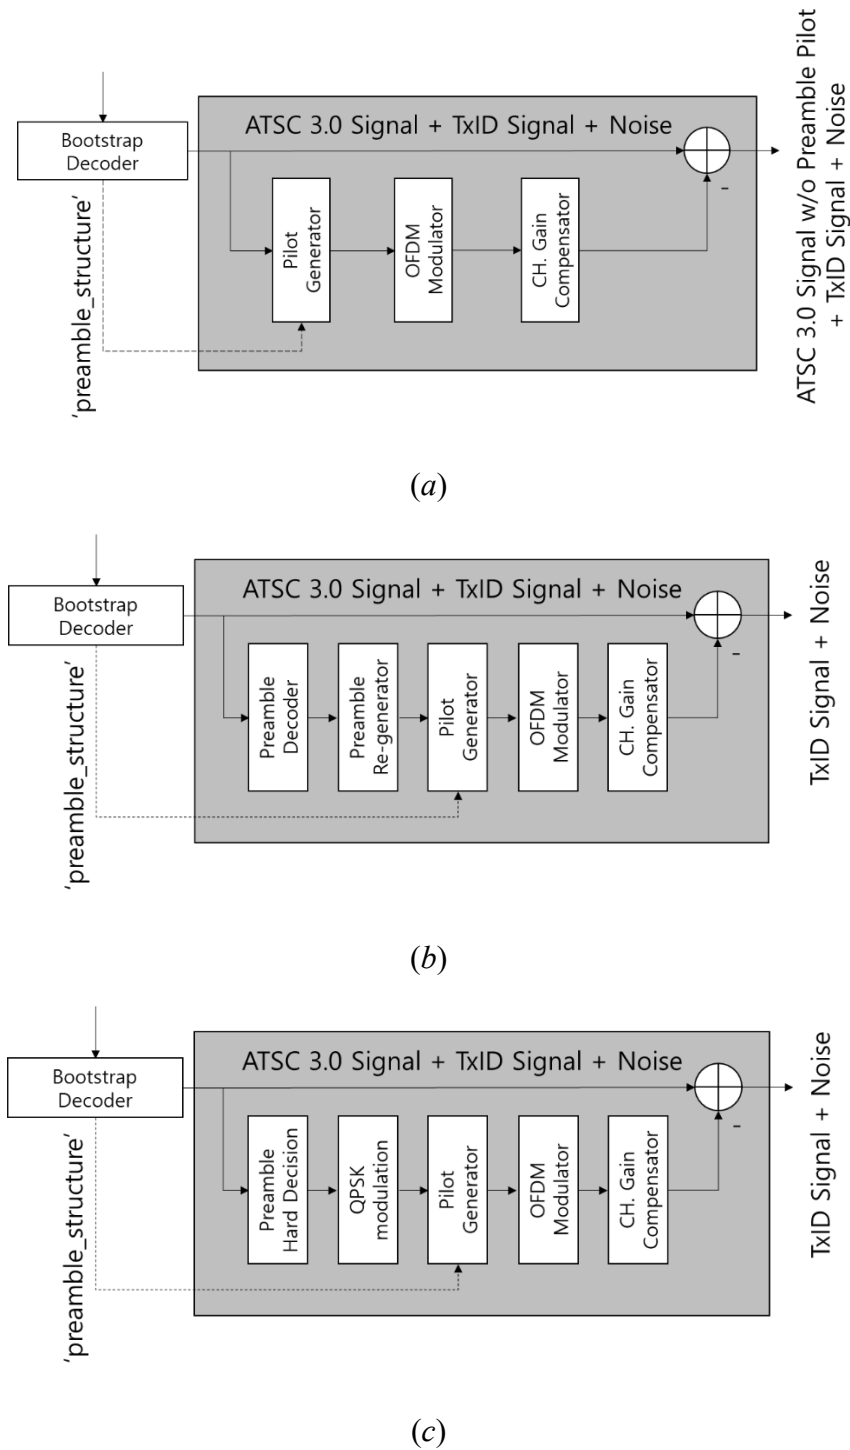 Bootstrap
Decoder
ATSC 3.0 Signal + TxID Signal + Noise
'preamble_structure'
Pilot
Generator
OFDM
Modulator
CH. Gain
Compensator
-
ATSC 3.0 Signal w/o Preamble Pilot
+ TxID Signal + Noise
(a)
Bootstrap
Decoder
ATSC 3.0 Signal + TxID Signal + Noise
'preamble_structure'
Preamble
Decoder
Preamble
Re-generator
Pilot
Generator
OFDM
Modulator
CH. Gain
Compensator
-
TxID Signal + Noise
(b)
Bootstrap
Decoder
ATSC 3.0 Signal + TxID Signal + Noise
'preamble_structure'
Preamble
Hard Decision
QPSK
modulation
Pilot
Generator
OFDM
Modulator
CH. Gain
Compensator
-
TxID Signal + Noise
(c)